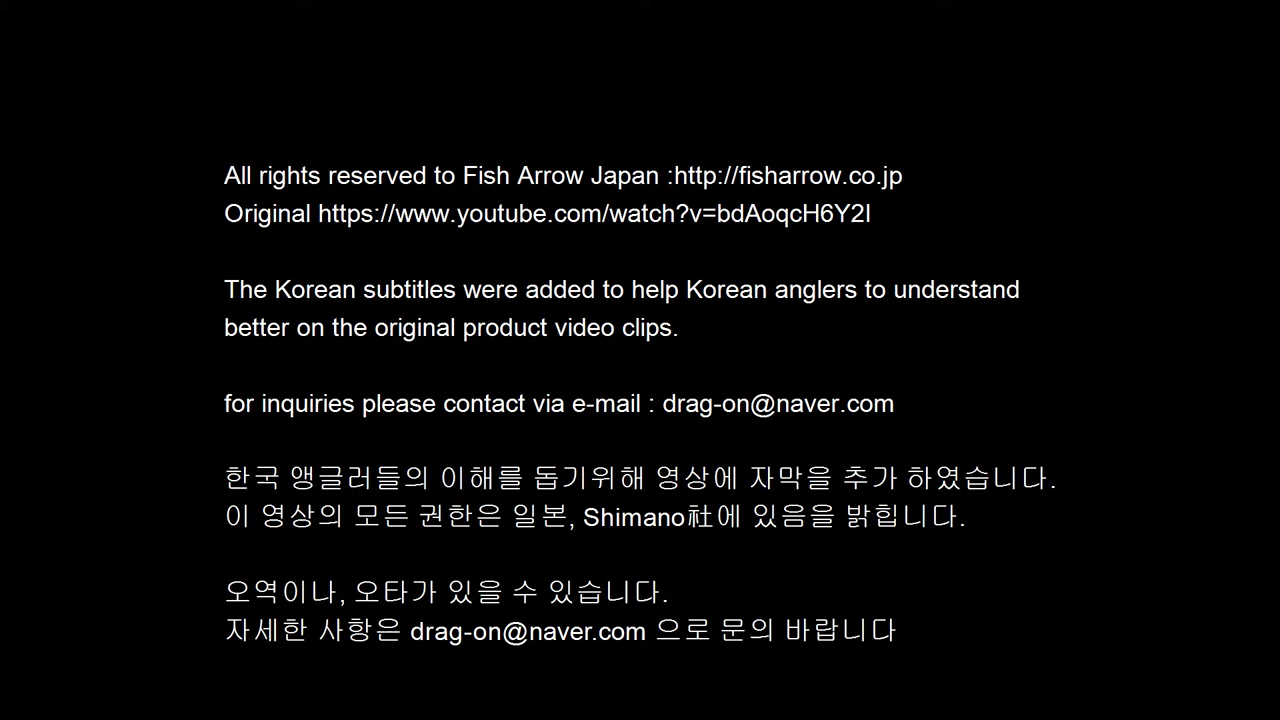 All rights reserved to Fish Arrow Japan :http://fisharrow.co.jp
Original https://www.youtube.com/watch?v=bdAoqcH6Y2I
The Korean subtitles were added to help Korean anglers to understand
better on the original product video clips.
for inquiries please contact via e-mail : drag-on@naver.com
한국 앵글러들의 이해를 돕기위해 영상에 자막을 추가 하였습니다.
이 영상의 모든 권한은 일본, Shimano社에 있음을 밝힙니다.
오역이나, 오타가 있을 수 있습니다.
자세한 사항은 drag-on@naver.com 으로 문의 바랍니다